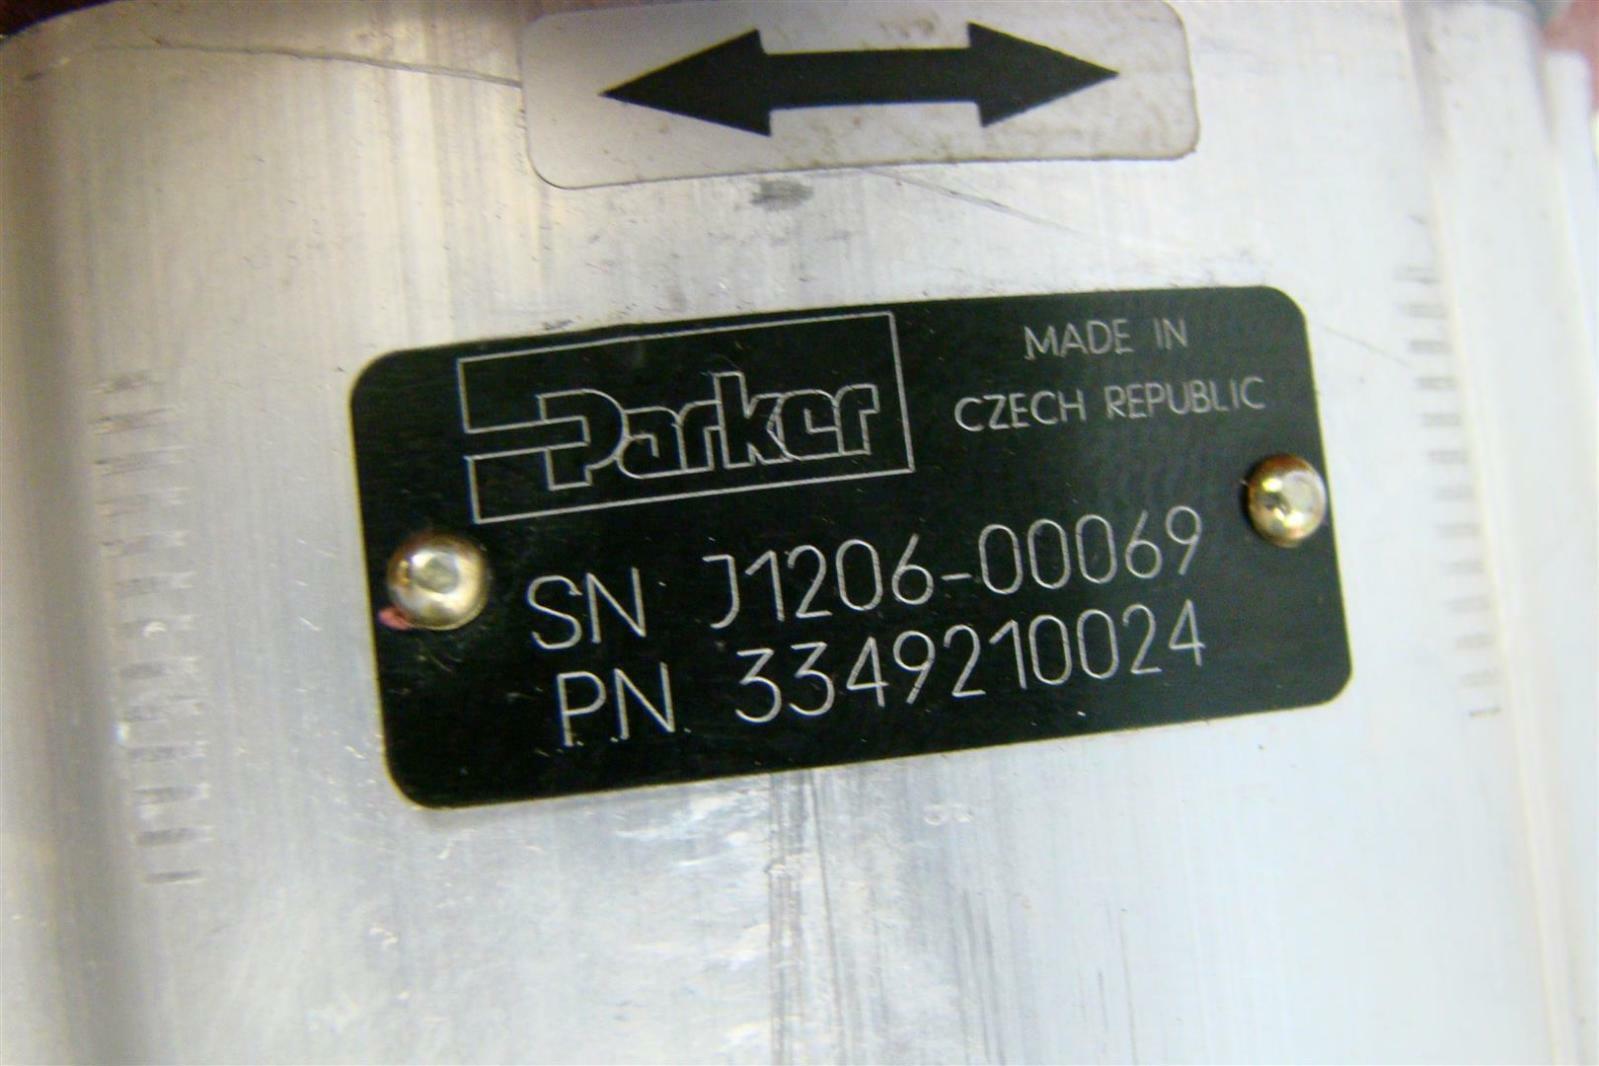 Parker
MADE IN
CZECH REPUBLIC
SN J1206-00069
PN 3349210024